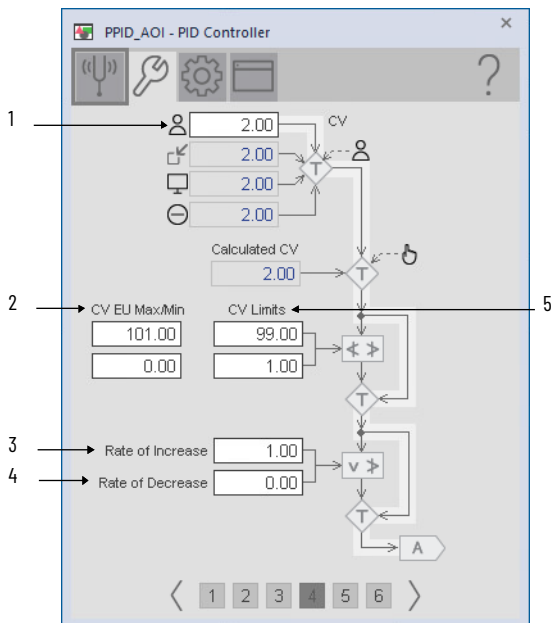 PPID_AOI - PID Controller
1
2.00
CV
2.00
T
2.00
2.00
Calculated CV
2.00
T
2
CV EU Max/Min
CV Limits
5
101.00
99.00
0.00
1.00
T
3
Rate of Increase
1.00
4
Rate of Decrease
0.00
V
T
A
1 2 3 4 5 6